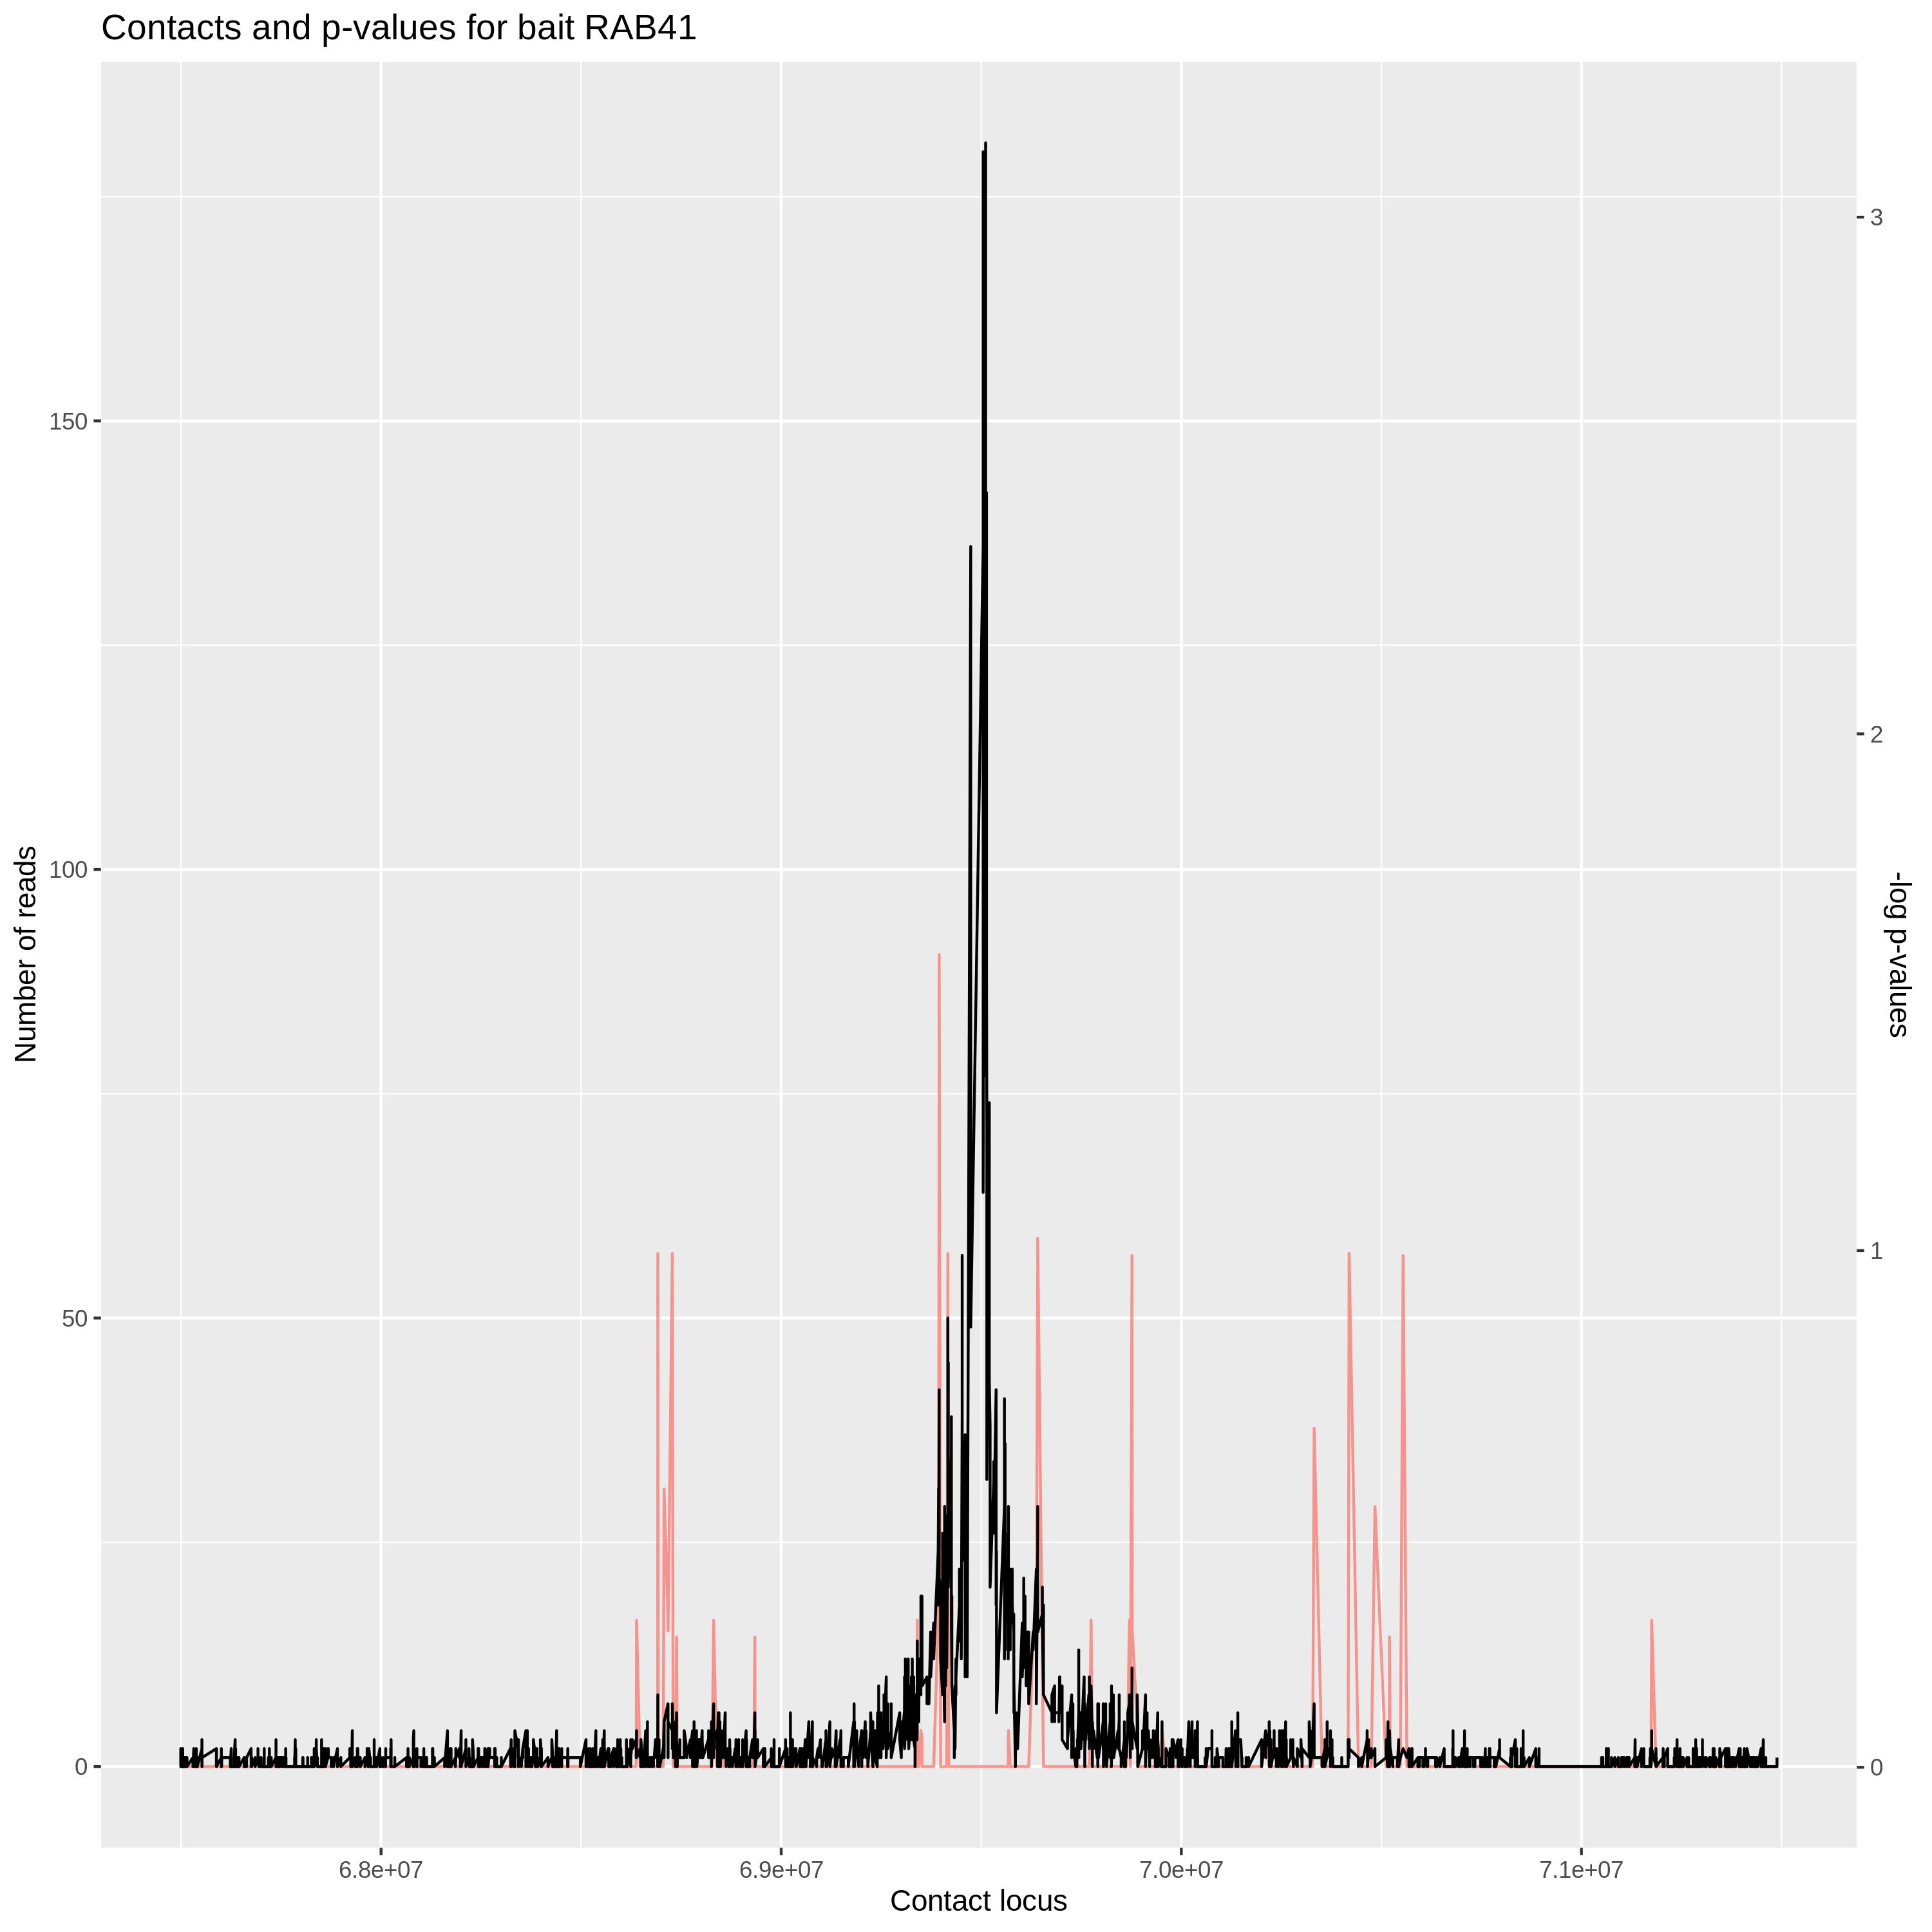 Contacts and p-values for bait RAB41
Number of reads
150
100
50
0
3
2
1
0
-log p-values
6.8e+07 6.9e+07 7.0e+07 7.1e+07
Contact locus